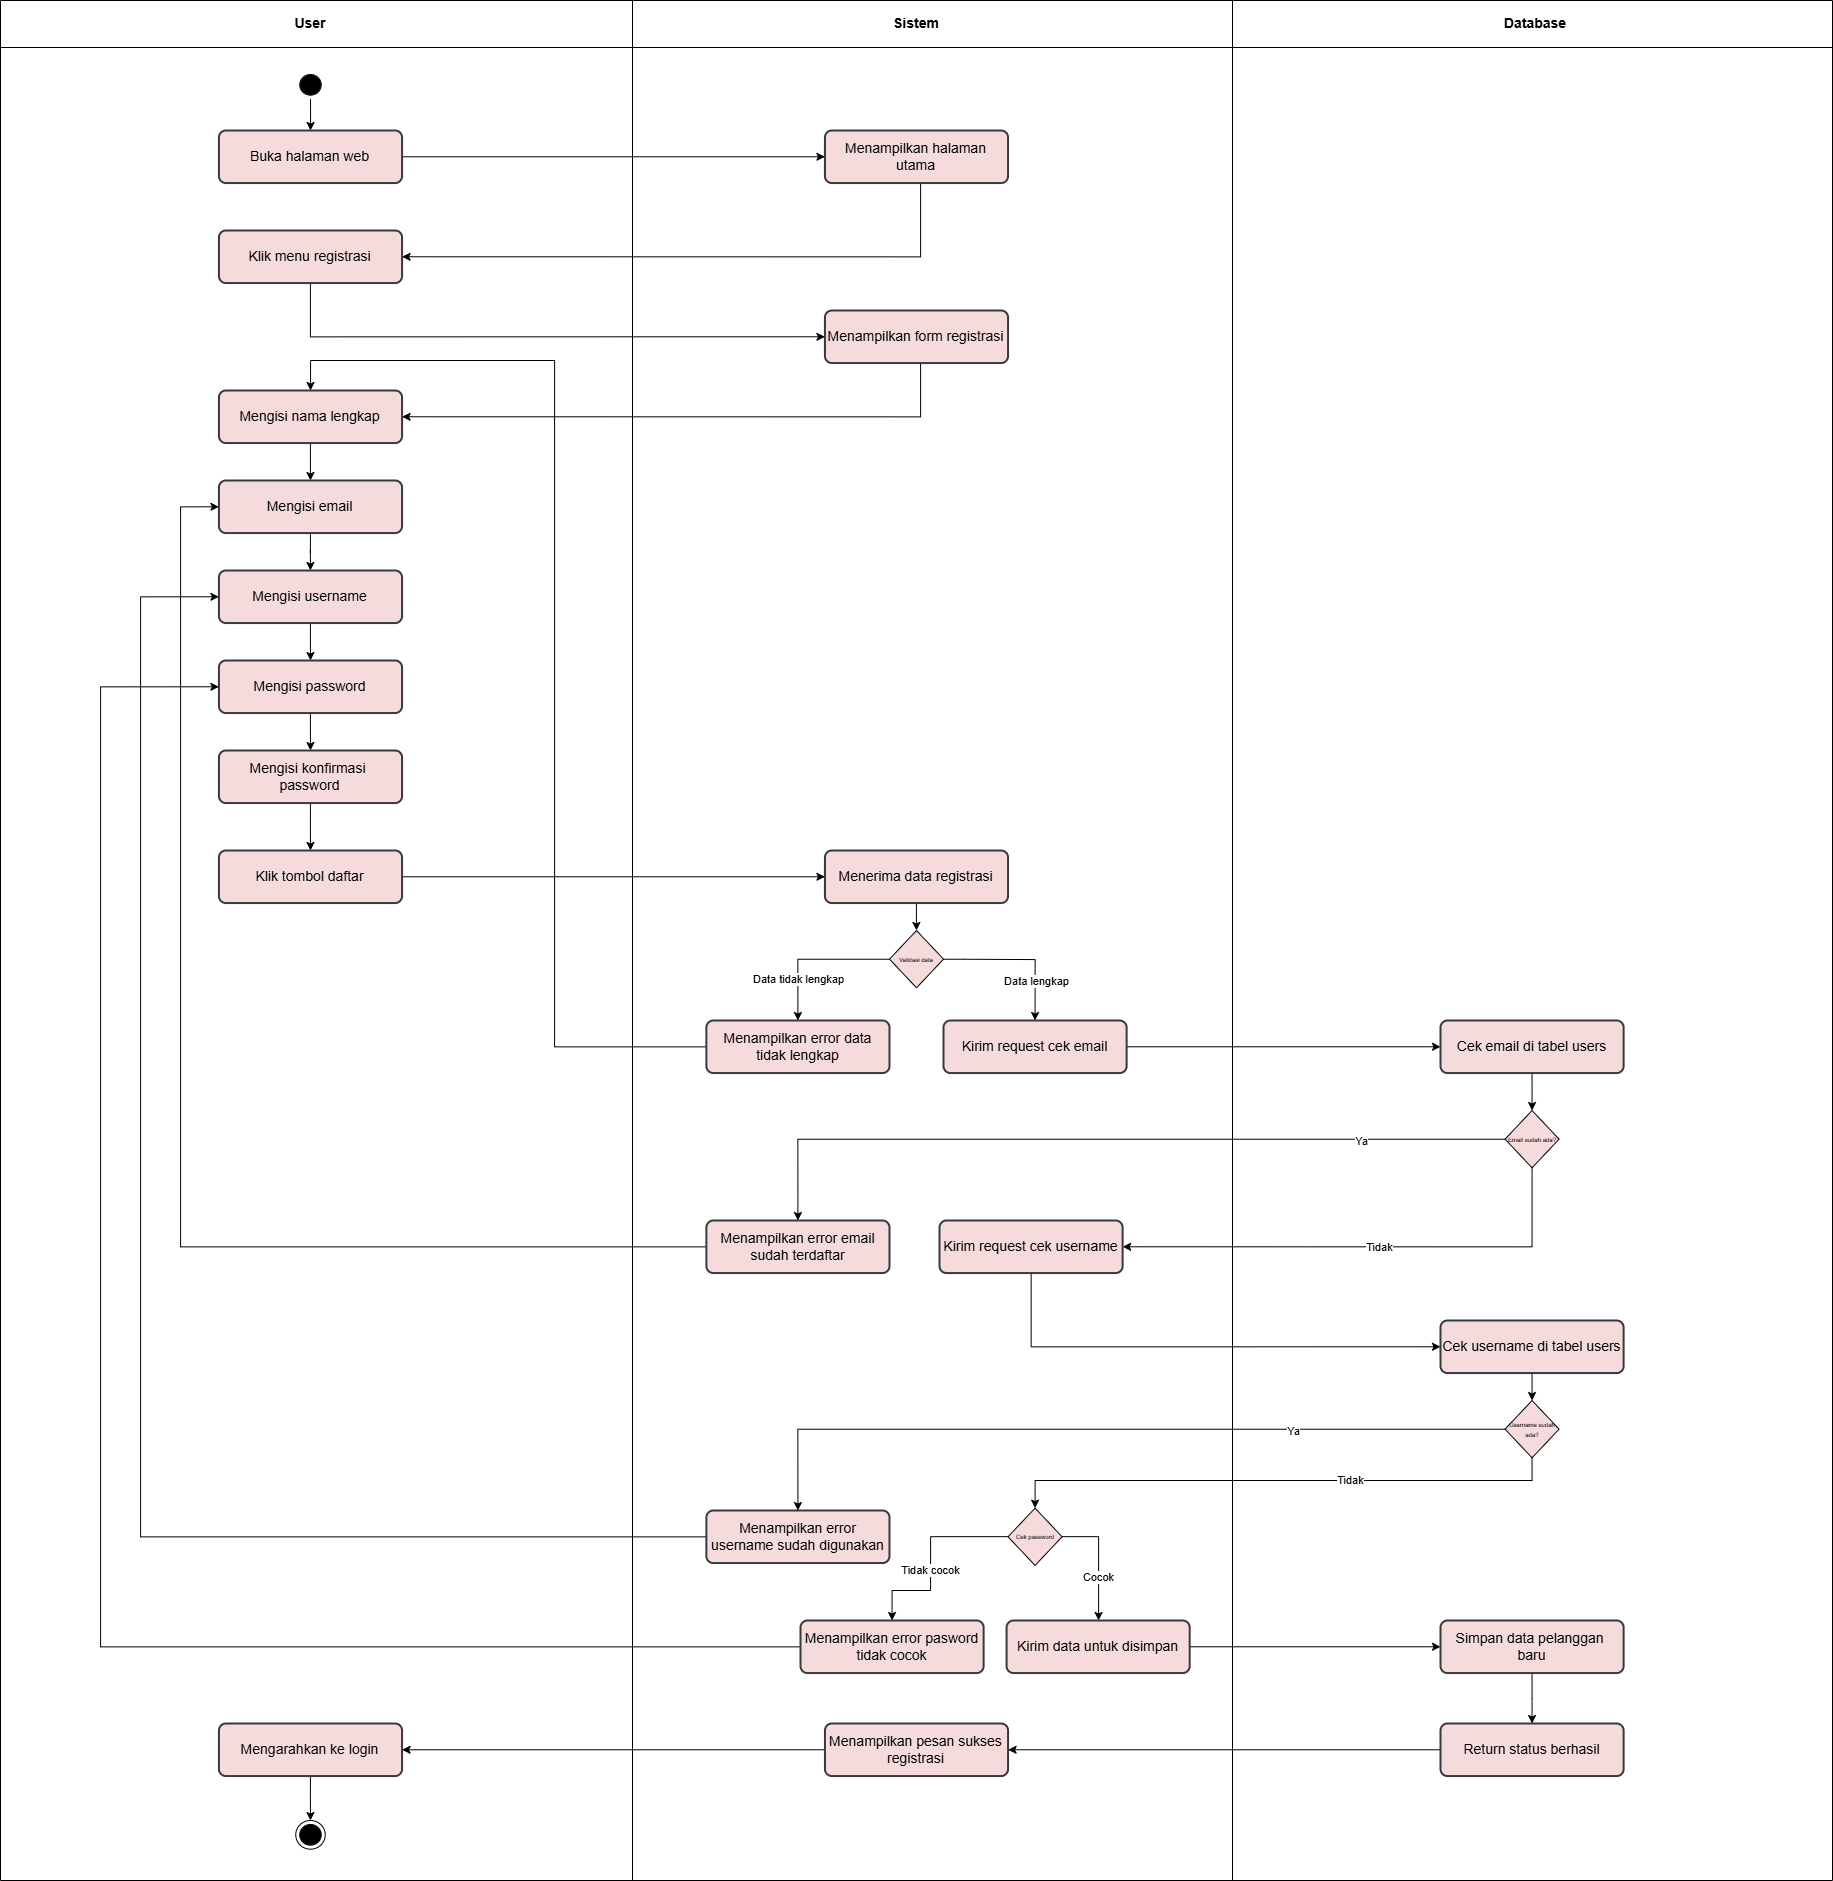 User
Sistem
Database
Buka halaman web
Menampilkan halaman
utama
Klik menu registrasi
Menampilkan form registrasi
Mengisi nama lengkap
Mengisi email
Mengisi username
Mengisi password
Mengisi konfirmasi
password
Klik tombol daftar
Menerima data registrasi
Validasi data
Data tidak lengkap
Data lengkap
Menampilkan error data
tidak lengkap
Kirim request cek email
Cek email di tabel users
Email sudah ada?
Ya
Menampilkan error email
sudah terdaftar
Kirim request cek username
Tidak
Cek username di tabel users
Username sudah
ada?
Ya
Tidak
Menampilkan error
username sudah digunakan
Cek password
Tidak cocok
Cocok
Menampilkan error pasword
tidak cocok
Kirim data untuk disimpan
Simpan data pelanggan
baru
Mengarahkan ke login
Menampilkan pesan sukses
registrasi
Return status berhasil